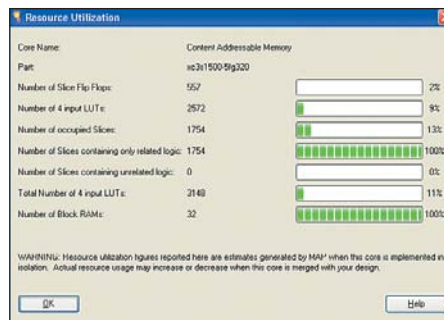 Resource Utilization
Core Name: Content Addressable Memory
Part: xc3s1500-5fg320
Number of Slice Flip Flops: 557 2%
Number of 4 input LUTs: 2572 9%
Number of occupied Slices: 1754 13%
Number of Slices containing only related logic: 1754 100%
Number of Slices containing unrelated logic: 0 0%
Total Number of 4 input LUTs: 3148 11%
Number of Block RAMs: 32 100%
WARNING: Resource utilization figures reported here are estimates generated by MAP when this core is implemented in
isolation. Actual resource usage may increase or decrease when this core is merged with your design.
OK Help